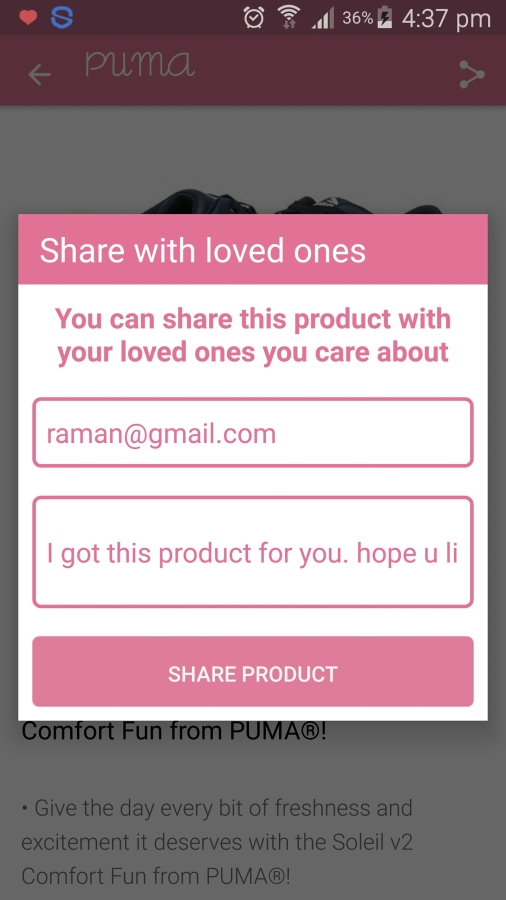 36% 4:37 pm
puma
Share with loved ones
You can share this product with
your loved ones you care about
raman@gmail.com
I got this product for you. hope u li
SHARE PRODUCT
Comfort Fun from PUMA®!
• Give the day every bit of freshness and
excitement it deserves with the Soleil v2
Comfort Fun from PUMA®!